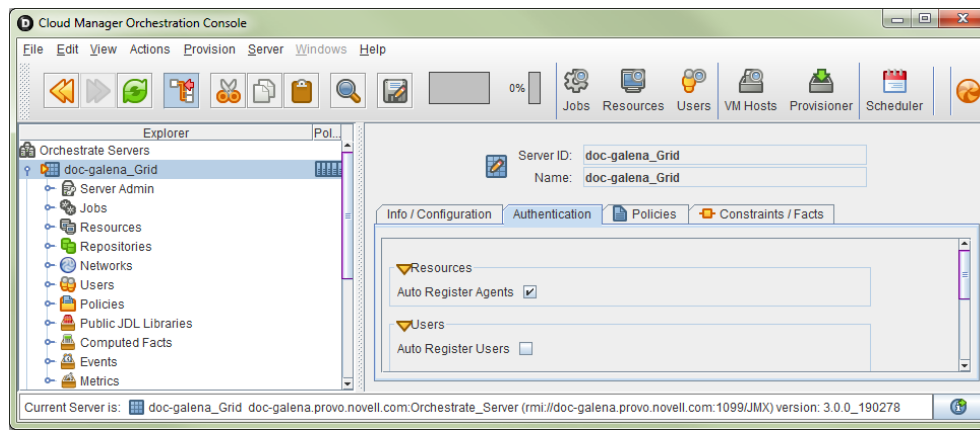 Cloud Manager Orchestration Console
File Edit View Actions Provision Server Windows Help
0% Jobs Resources Users VM Hosts Provisioner Scheduler
Explorer Pol...
Orchestrate Servers
doc-galena_Grid
Server Admin
Jobs
Resources
Repositories
Networks
Users
Policies
Public JDL Libraries
Computed Facts
Events
Metrics
Server ID: doc-galena_Grid
Name: doc-galena_Grid
Info / Configuration Authentication Policies Constraints / Facts
Resources
Auto Register Agents
Users
Auto Register Users
Current Server is: doc-galena_Grid doc-galena.provo.novell.com:Orchestrate_Server (rmi://doc-galena.provo.novell.com:1099/JMX) version: 3.0.0_190278